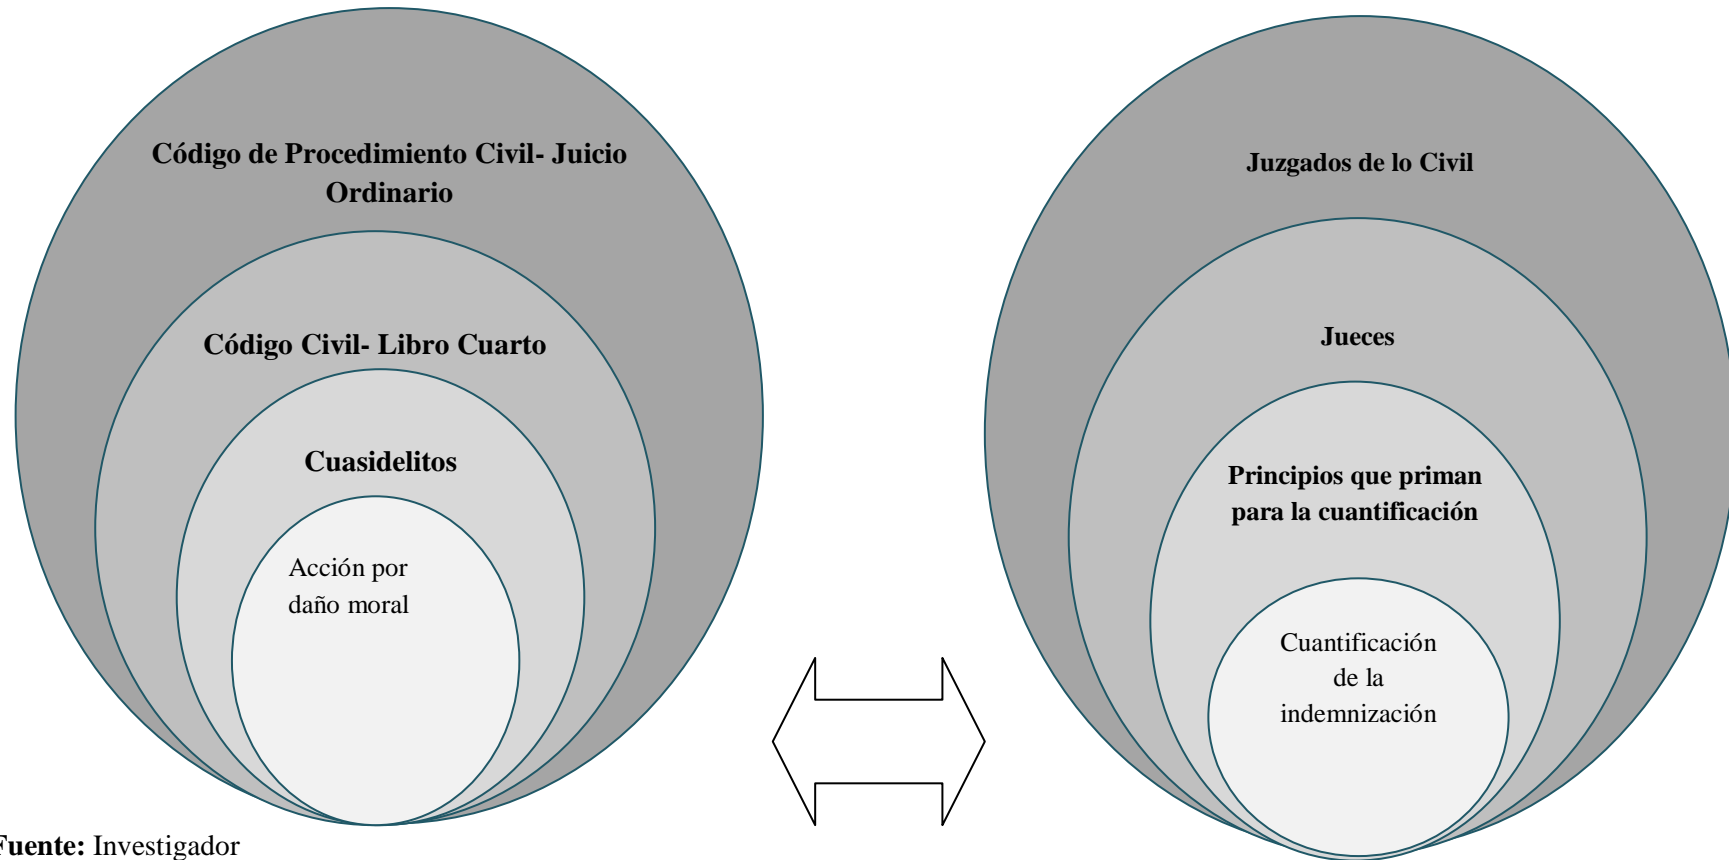 Código de Procedimiento Civil- Juicio
Ordinario
Código Civil- Libro Cuarto
Cuasidelitos
Acción por
daño moral
Juzgados de lo Civil
Jueces
Principios que priman
para la cuantificación
Cuantificación
de la
indemnización
Fuente: Investigador